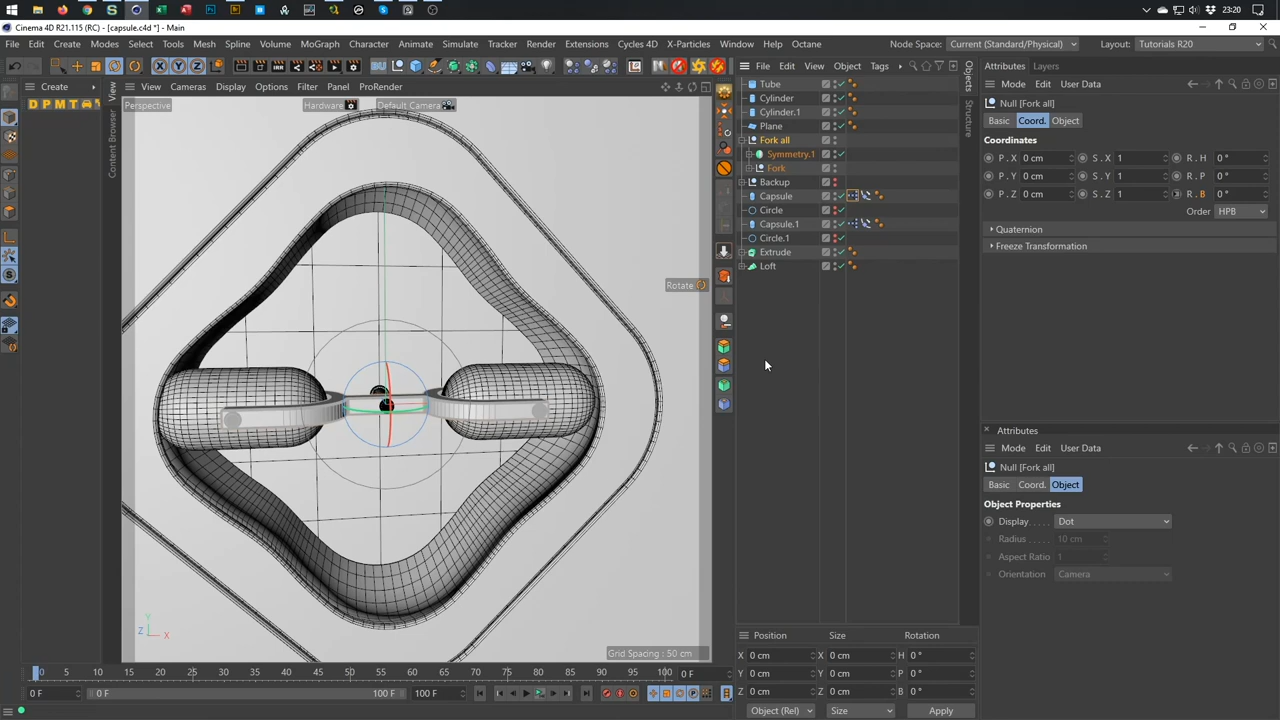 23:20
Cinema 4D R21.115 (RC) - [capsule.c4d *] - Main
File Edit Create Modes Select Tools Mesh Spline Volume MoGraph Character Animate Simulate Tracker Render Extensions Cycles 4D X-Particles Window Help Octane Node Space: Current (Standard/Physical) Layout: Tutorials R20
X Y Z
Create View Cameras Display Options Filter Panel ProRender
File Edit View Object Tags
Attributes Layers
Mode Edit User Data
Perspective Hardware Default Camera
D P M T
View
Content Browser
Objects
Structure
Tube
Cylinder
Cylinder.1
Plane
Fork all
Symmetry.1
Fork
Backup
Capsule
Circle
Capsule.1
Circle.1
Extrude
Loft
Null [Fork all]
Basic Coord. Object
Coordinates
P . X 0 cm S . X 1 R . H 0 °
P . Y 0 cm S . Y 1 R . P 0 °
P . Z 0 cm S . Z 1 R . B 0 °
Order HPB
Quaternion
Freeze Transformation
Rotate
Attributes
Mode Edit User Data
Null [Fork all]
Basic Coord. Object
Object Properties
Display Dot
Radius 10 cm
Aspect Ratio 1
Orientation Camera
Y
Z X
Grid Spacing : 50 cm
Position Size Rotation
X 0 cm X 0 cm H 0 °
Y 0 cm Y 0 cm P 0 °
Z 0 cm Z 0 cm B 0 °
Object (Rel) Size Apply
0 5 10 15 20 25 30 35 40 45 50 55 60 65 70 75 80 85 90 95 100 0 F
0 F 0 F 100 F 100 F